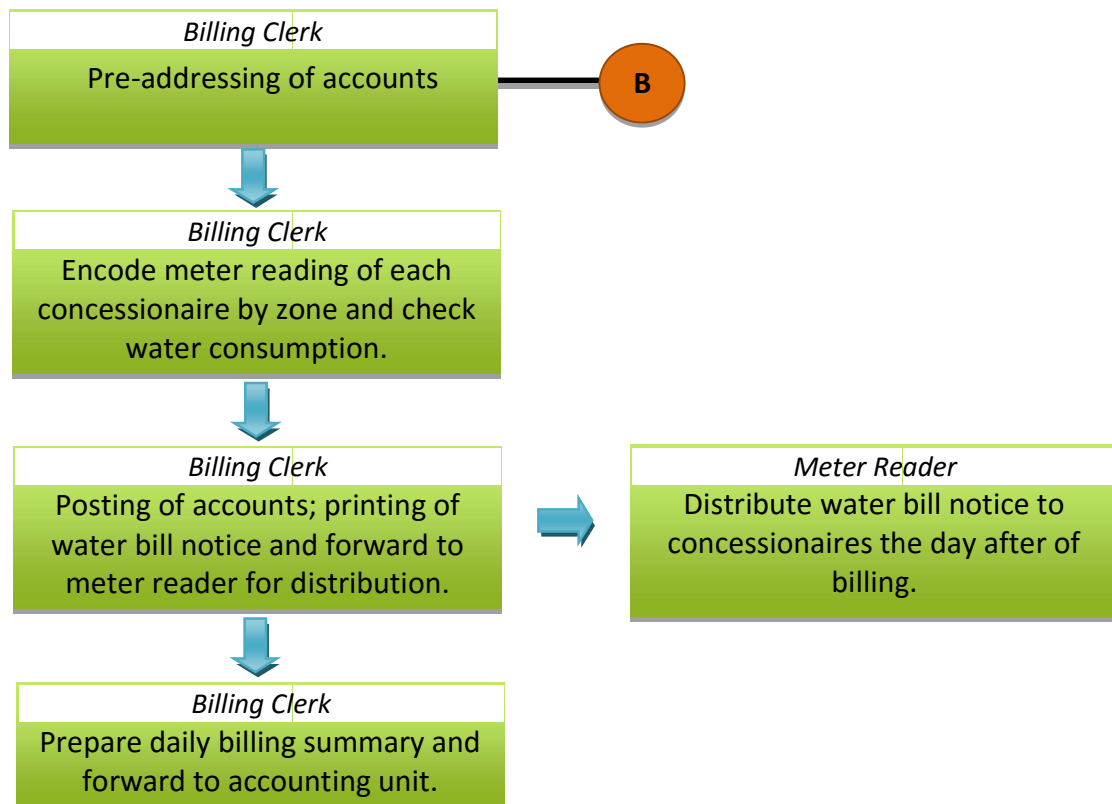 Billing Clerk
Pre-addressing of accounts
B
Billing Clerk
Encode meter reading of each
concessionaire by zone and check
water consumption.
Billing Clerk
Posting of accounts; printing of
water bill notice and forward to
meter reader for distribution.
Meter Reader
Distribute water bill notice to
concessionaires the day after of
billing.
Billing Clerk
Prepare daily billing summary and
forward to accounting unit.